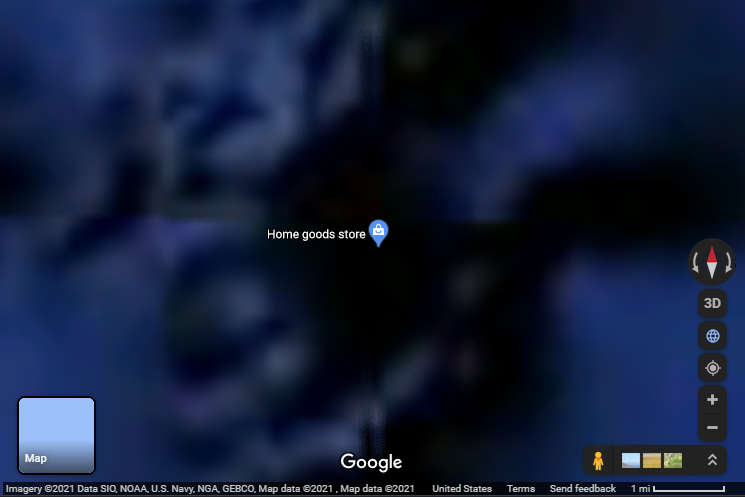 Home goods store
3D
Map
Google
Imagery ©2021 Data SIO, NOAA, U.S. Navy, NGA, GEBCO, Map data ©2021 , Map data ©2021 United States Terms Send feedback 1 mi